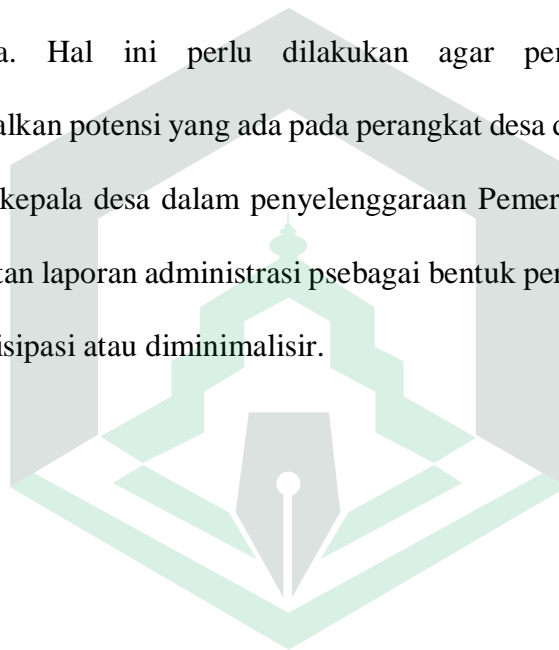 a. Hal ini perlu dilakukan agar per
alkan potensi yang ada pada perangkat desa d
kepala desa dalam penyelenggaraan Pemer
tan laporan administrasi psebagai bentuk per
isipasi atau diminimalisir.